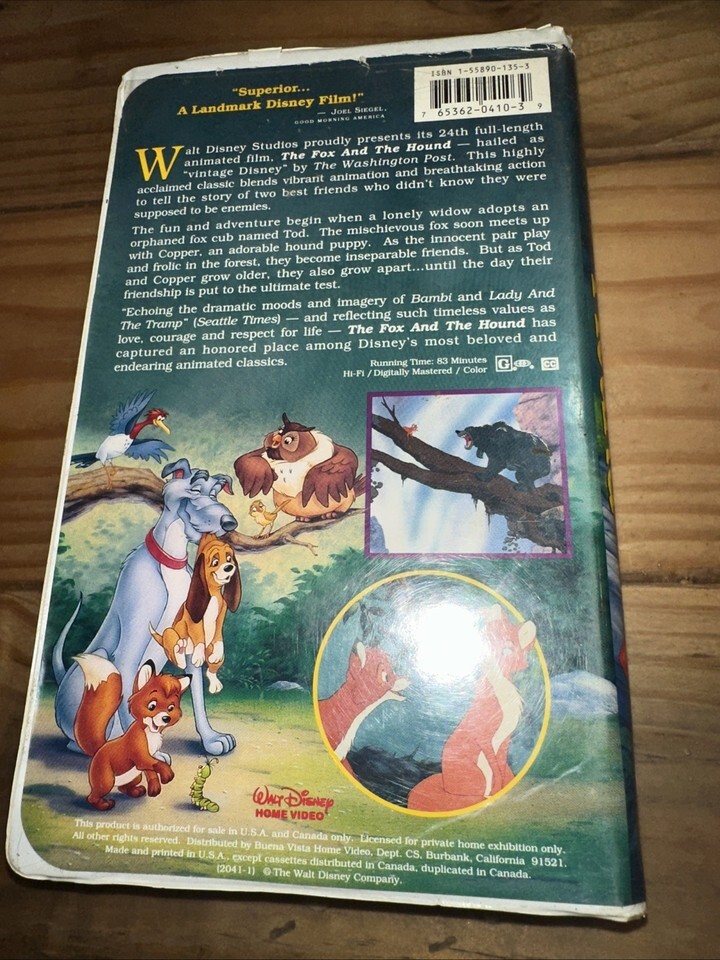 "Superior...
A Landmark Disney Film!"
— JOEL SIEGEL,
GOOD MORNING AMERICA
ISBN 1-55890-135-3
7 65362-0410-3 9
Walt Disney Studios proudly presents its 24th full-length
animated film, The Fox And The Hound — hailed as
"vintage Disney" by The Washington Post. This highly
acclaimed classic blends vibrant animation and breathtaking action
to tell the story of two best friends who didn't know they were
supposed to be enemies.
The fun and adventure begin when a lonely widow adopts an
orphaned fox cub named Tod. The mischievous fox soon meets up
with Copper, an adorable hound puppy. As the innocent pair play
and frolic in the forest, they become inseparable friends. But as Tod
and Copper grow older, they also grow apart...until the day their
friendship is put to the ultimate test.
"Echoing the dramatic moods and imagery of Bambi and Lady And
The Tramp" (Seattle Times) — and reflecting such timeless values as
love, courage and respect for life — The Fox And The Hound has
captured an honored place among Disney's most beloved and
endearing animated classics.
Running Time: 83 Minutes
Hi-Fi / Digitally Mastered / Color
G
CC
Walt Disney
HOME VIDEO
This product is authorized for sale in U.S.A. and Canada only. Licensed for private home exhibition only.
All other rights reserved. Distributed by Buena Vista Home Video, Dept. CS, Burbank, California 91521.
Made and printed in U.S.A., except cassettes distributed in Canada, duplicated in Canada.
(2041-1) © The Walt Disney Company.